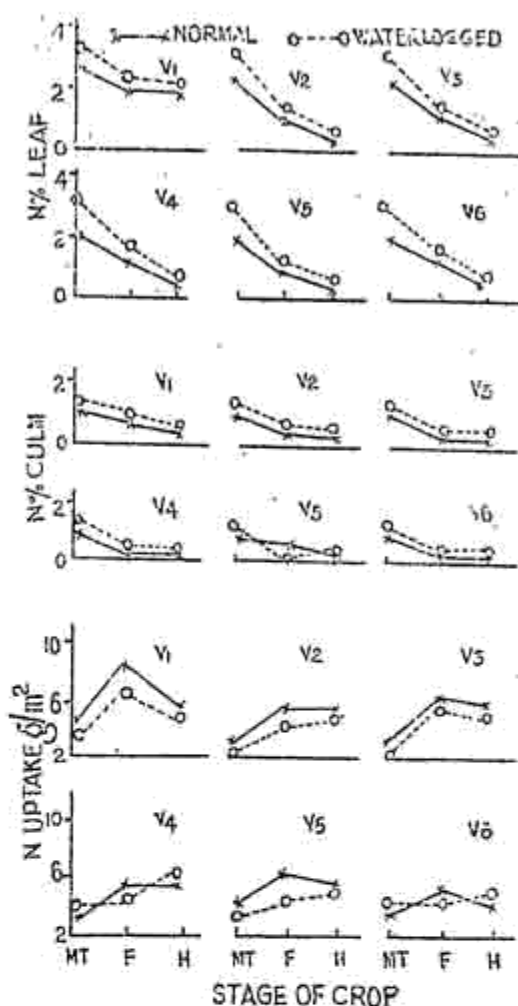 NORMAL WATERLOGGED
4
V1 V2 V3
2
0
N% LEAF
4
V4 V5 V6
2
0
V1 V2 V3
2
0
N% CULM
V4 V5 V6
2
0
10
V1 V2 V3
6
2
N UPTAKE g/m2
10
V4 V5 V6
6
2
MT F H MT F H MT F H
STAGE OF CROP